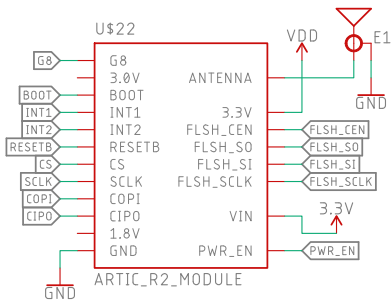 U$22
E1
VDD
GND
G8 G8
3.0V ANTENNA
BOOT BOOT
INT1 INT1 3.3V
INT2 INT2 FLSH_CEN FLSH_CEN
RESETB RESETB FLSH_SO FLSH_SO
CS CS FLSH_SI FLSH_SI
SCLK SCLK FLSH_SCLK FLSH_SCLK
COPI COPI
CIPO CIPO VIN 3.3V
1.8V
GND PWR_EN PWR_EN
ARTIC_R2_MODULE
GND